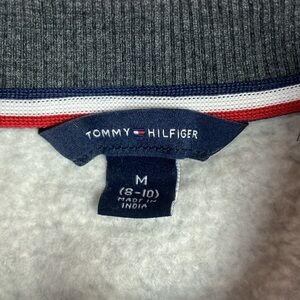 TOMMY HILFIGER
M
(8-10)
MADE IN
INDIA